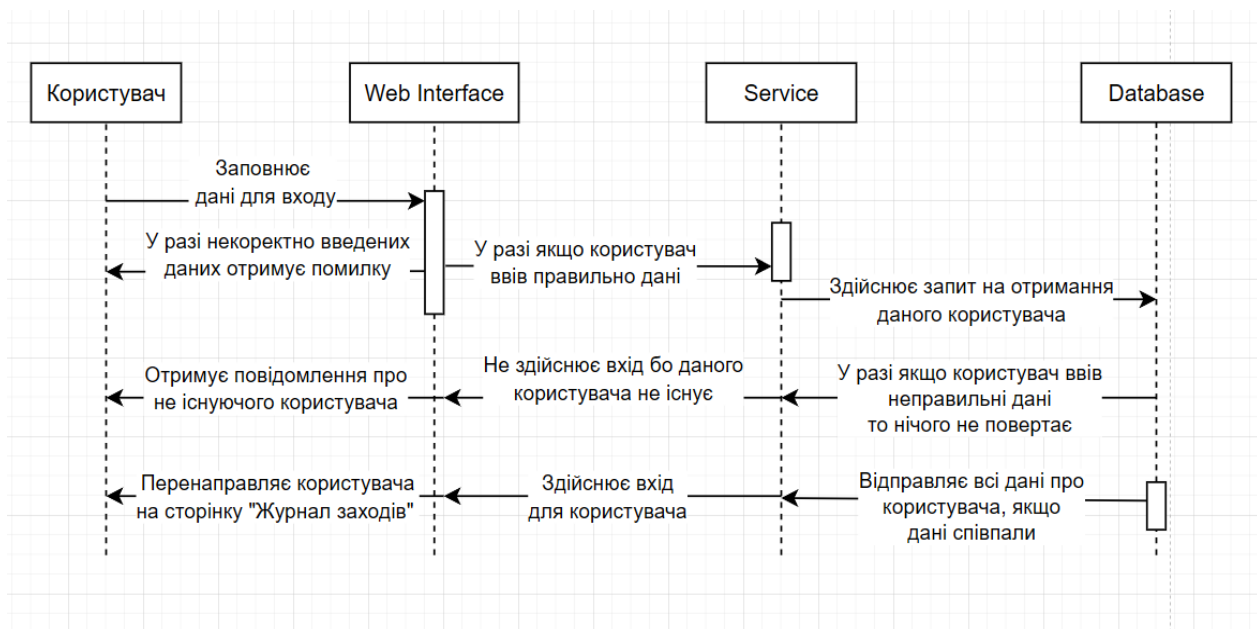 Користувач
Web Interface
Service
Database
Заповнює
дані для входу
У разі некоректно введених
даних отримує помилку
У разі якщо користувач
ввів правильно дані
Здійснює запит на отримання
даного користувача
Отримує повідомлення про
не існуючого користувача
Не здійснює вхід бо даного
користувача не існує
У разі якщо користувач ввів
неправильні дані
то нічого не повертає
Перенаправляє користувача
на сторінку "Журнал заходів"
Здійснює вхід
для користувача
Відправляє всі дані про
користувача, якщо
дані співпали